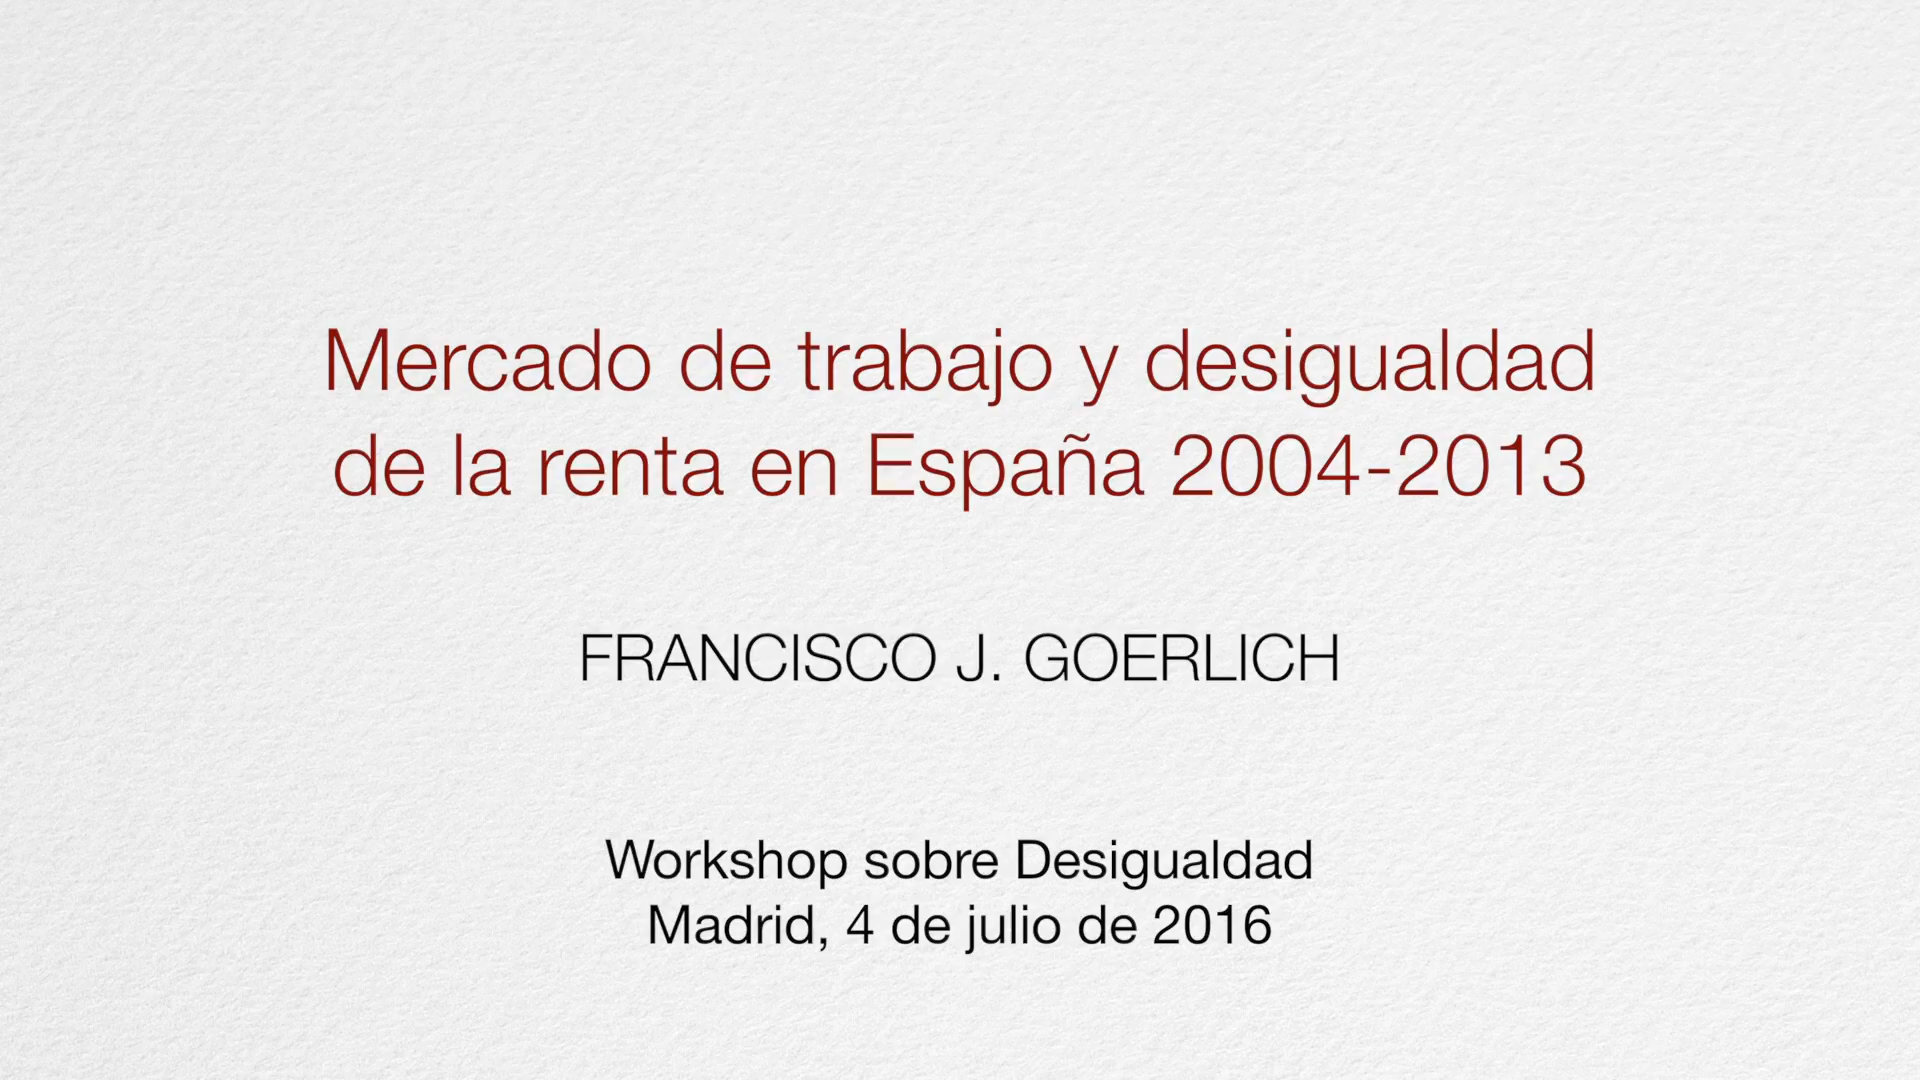 Mercado de trabajo y desigualdad
de la renta en España 2004-2013
FRANCISCO J. GOERLICH
Workshop sobre Desigualdad
Madrid, 4 de julio de 2016